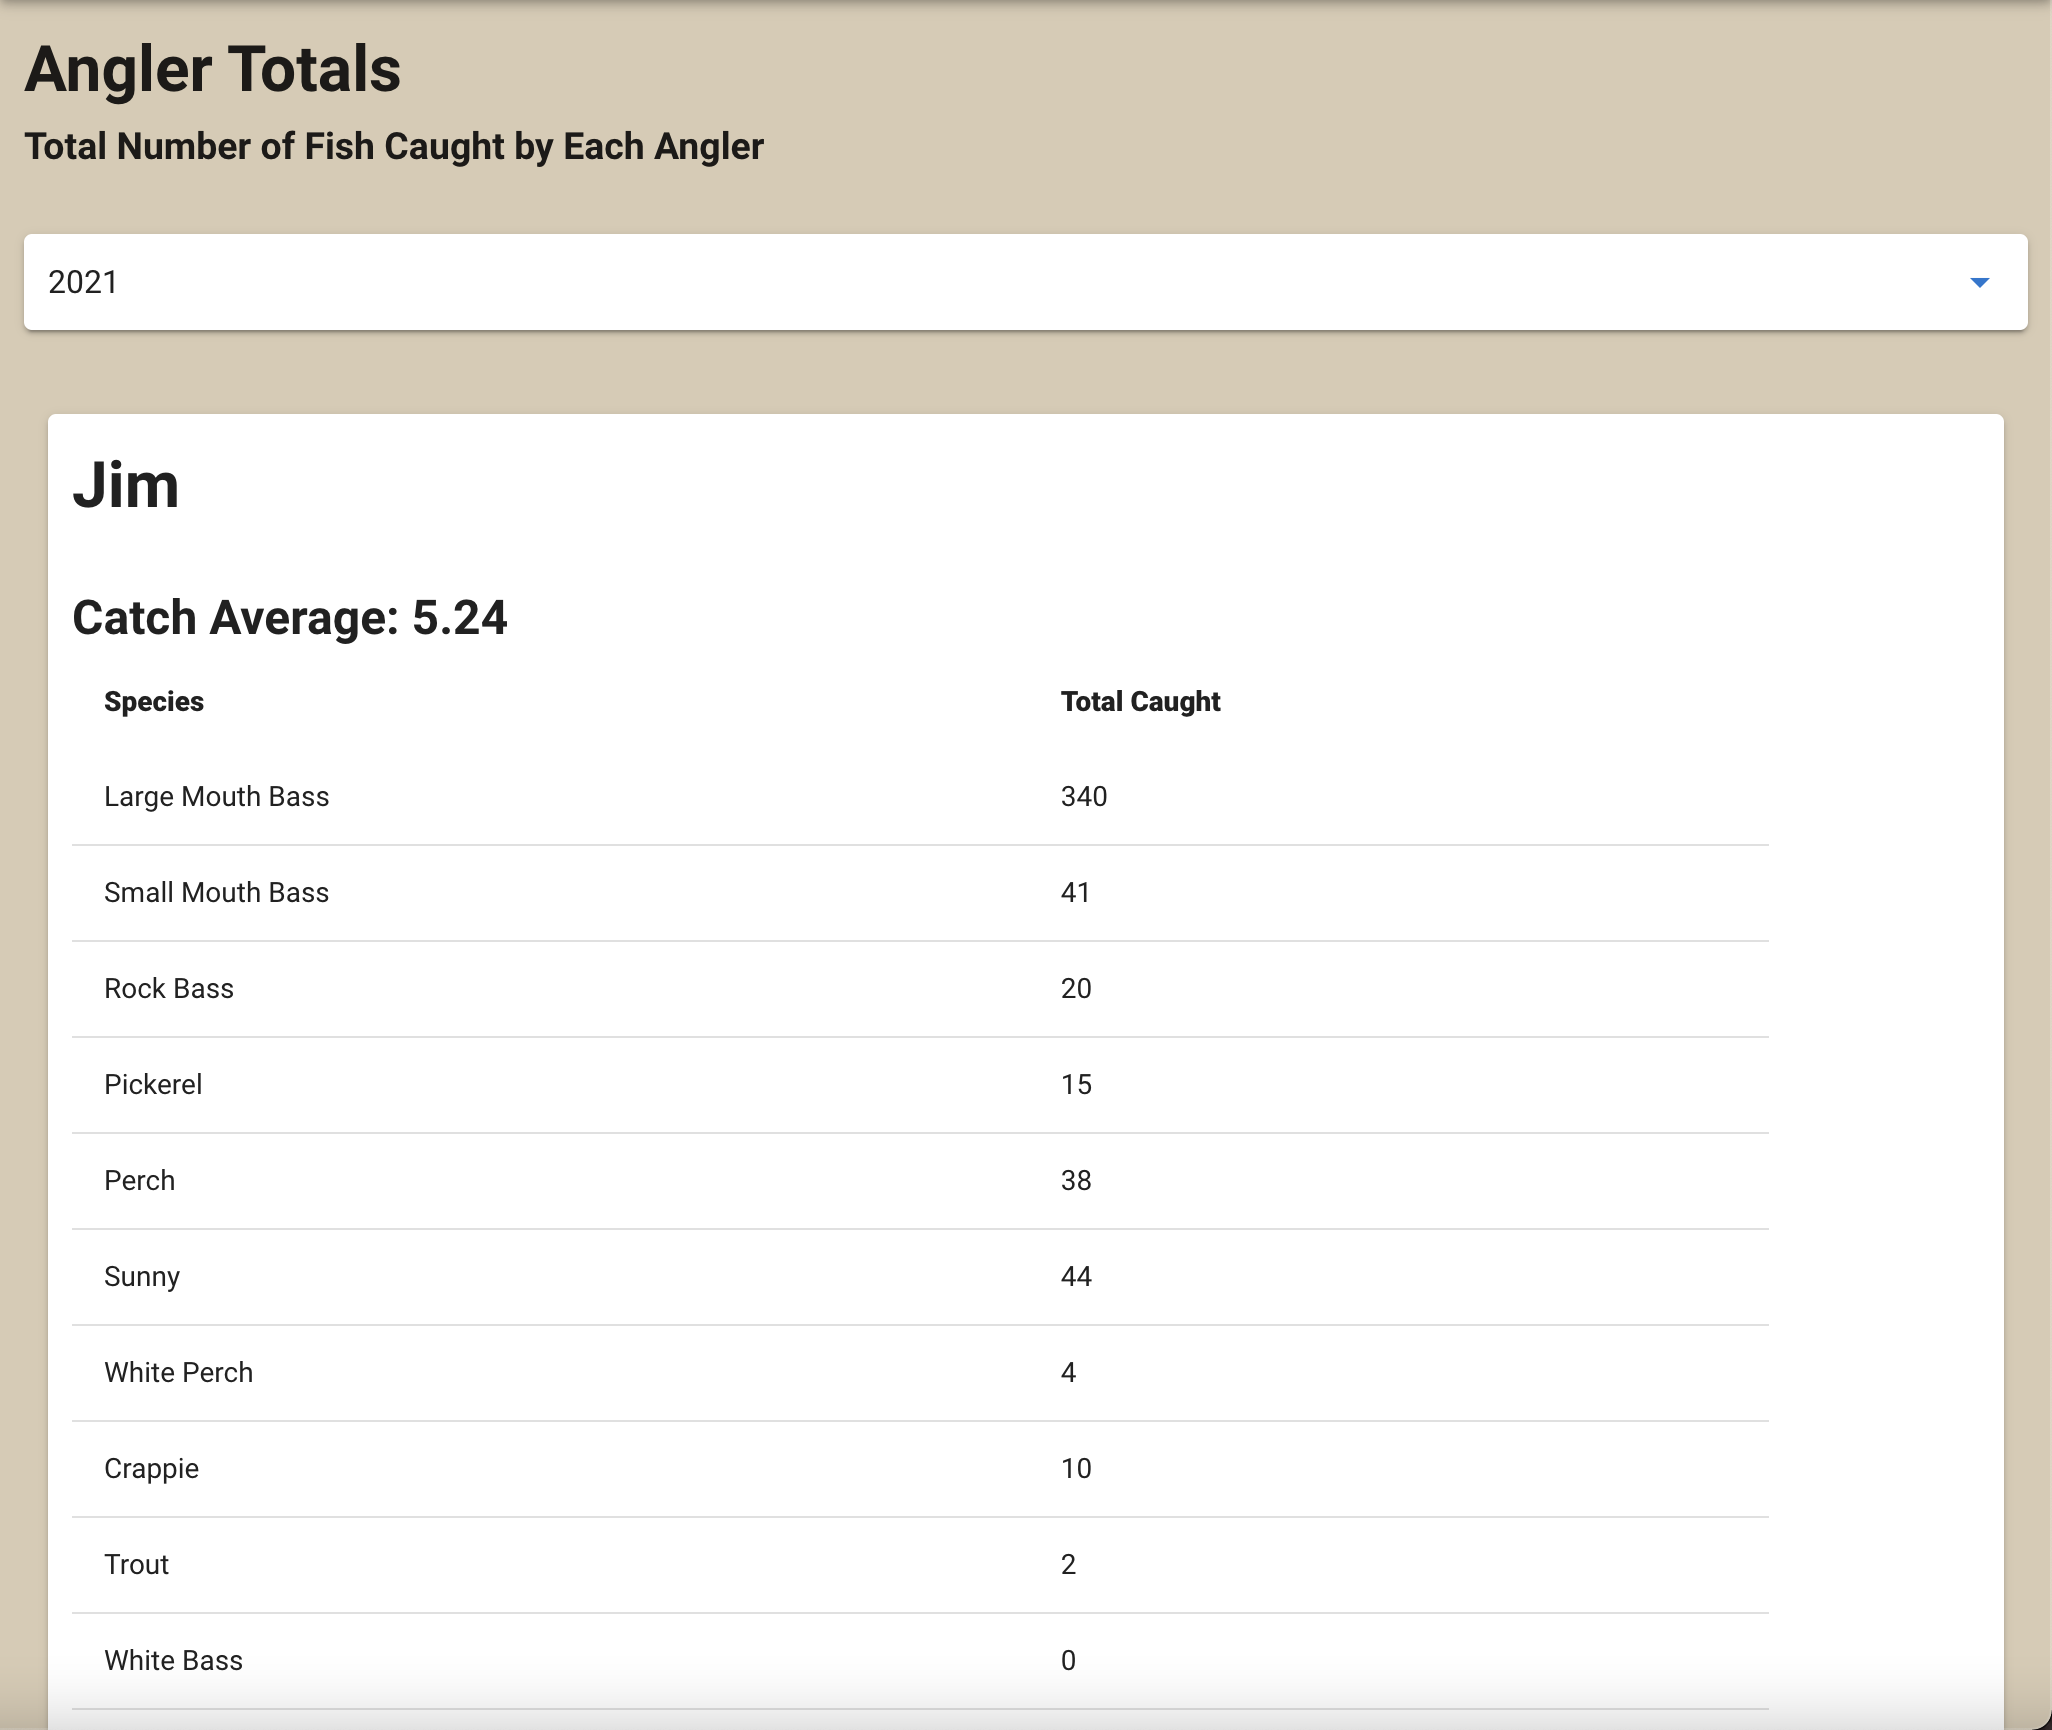 Angler Totals
Total Number of Fish Caught by Each Angler
2021
Jim
Catch Average: 5.24
Species Total Caught
Large Mouth Bass 340
Small Mouth Bass 41
Rock Bass 20
Pickerel 15
Perch 38
Sunny 44
White Perch 4
Crappie 10
Trout 2
White Bass 0